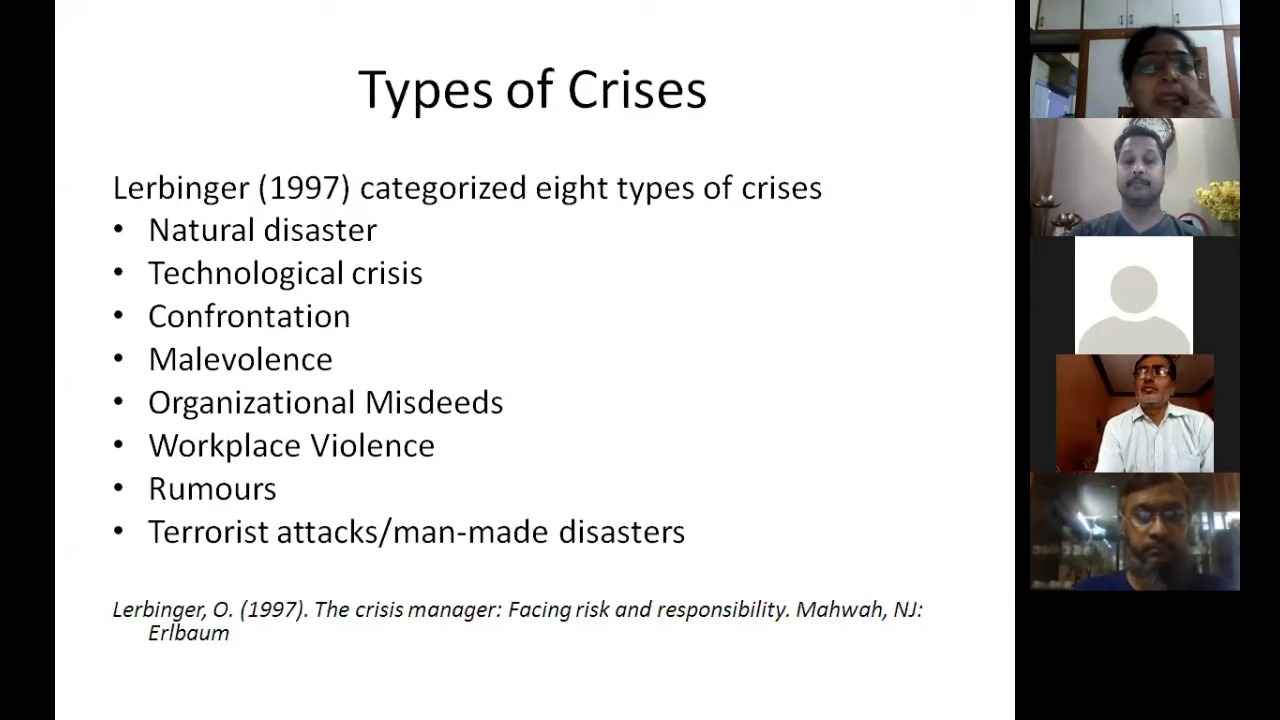 Types of Crises
Lerbinger (1997) categorized eight types of crises
• Natural disaster
• Technological crisis
• Confrontation
• Malevolence
• Organizational Misdeeds
• Workplace Violence
• Rumours
• Terrorist attacks/man-made disasters
Lerbinger, O. (1997). The crisis manager: Facing risk and responsibility. Mahwah, NJ:
Erlbaum